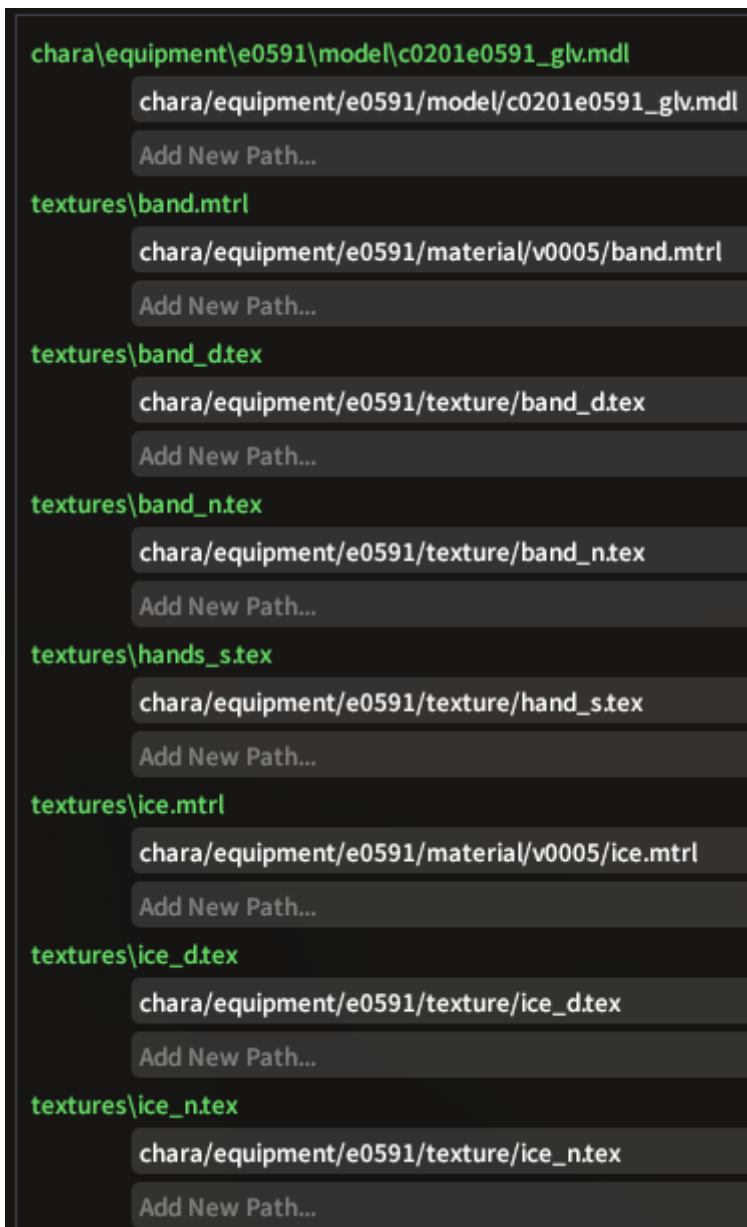 chara\equipment\e0591\model\c0201e0591_glv.mdl
chara/equipment/e0591/model/c0201e0591_glv.mdl
Add New Path...
textures\band.mtrl
chara/equipment/e0591/material/v0005/band.mtrl
Add New Path...
textures\band_d.tex
chara/equipment/e0591/texture/band_d.tex
Add New Path...
textures\band_n.tex
chara/equipment/e0591/texture/band_n.tex
Add New Path...
textures\hands_s.tex
chara/equipment/e0591/texture/hand_s.tex
Add New Path...
textures\ice.mtrl
chara/equipment/e0591/material/v0005/ice.mtrl
Add New Path...
textures\ice_d.tex
chara/equipment/e0591/texture/ice_d.tex
Add New Path...
textures\ice_n.tex
chara/equipment/e0591/texture/ice_n.tex
Add New Path...